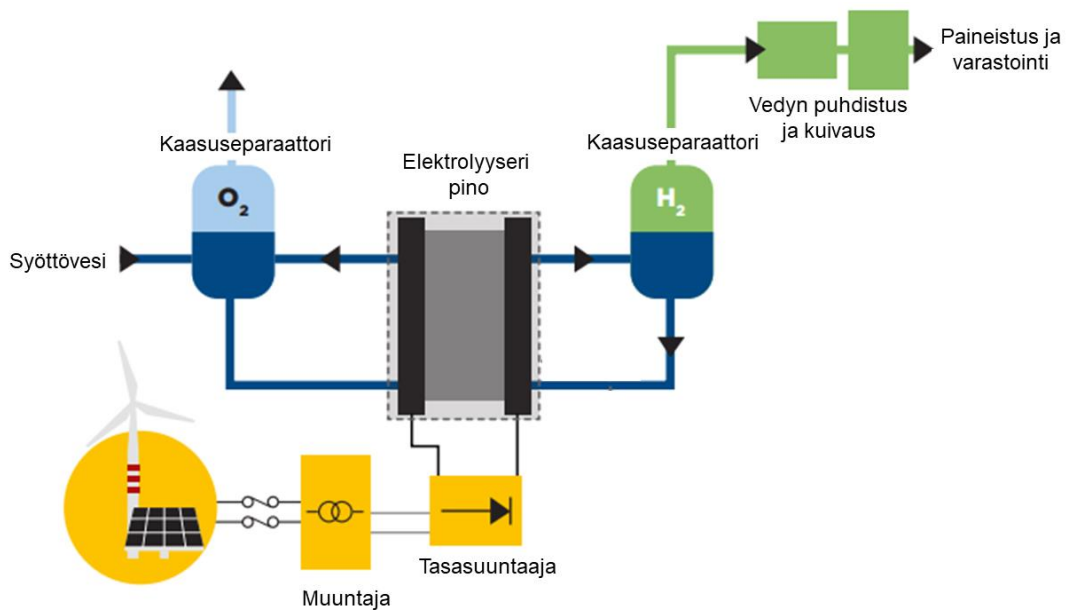 Paineistus ja
varastointi
Vedyn puhdistus
ja kuivaus
Kaasuseparaattori
Elektrolyyseri
pino
Kaasuseparaattori
O₂
H₂
Syöttövesi
Tasasuuntaaja
Muuntaja